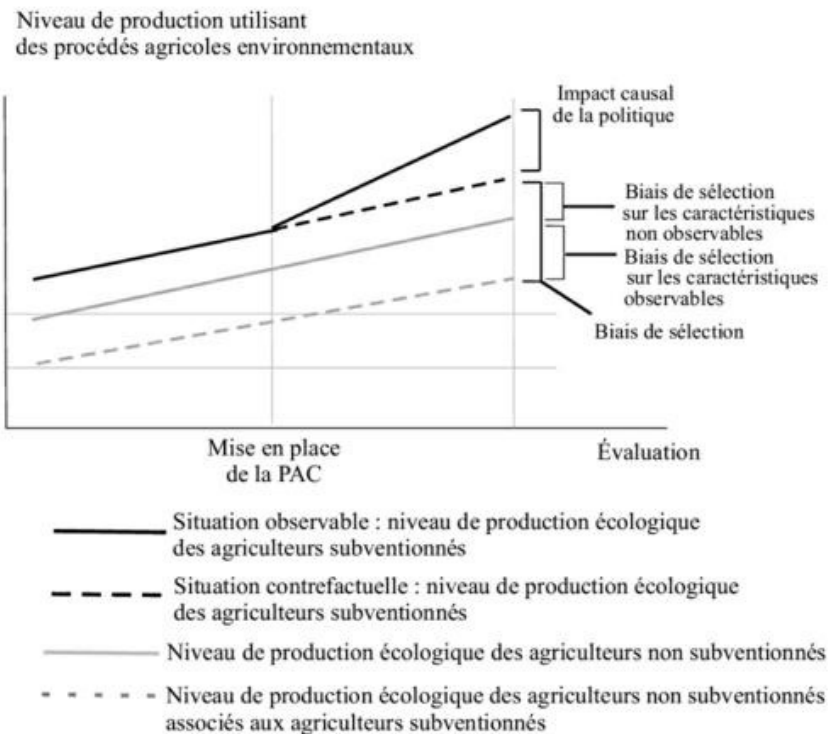 Niveau de production utilisant
des procédés agricoles environnementaux
Impact causal
de la politique
Biais de sélection
sur les caractéristiques
non observables
Biais de sélection
sur les caractéristiques
observables
Biais de sélection
Mise en place
de la PAC
Évaluation
Situation observable : niveau de production écologique
des agriculteurs subventionnés
Situation contrefactuelle : niveau de production écologique
des agriculteurs subventionnés
Niveau de production écologique des agriculteurs non subventionnés
Niveau de production écologique des agriculteurs non subventionnés
associés aux agriculteurs subventionnés